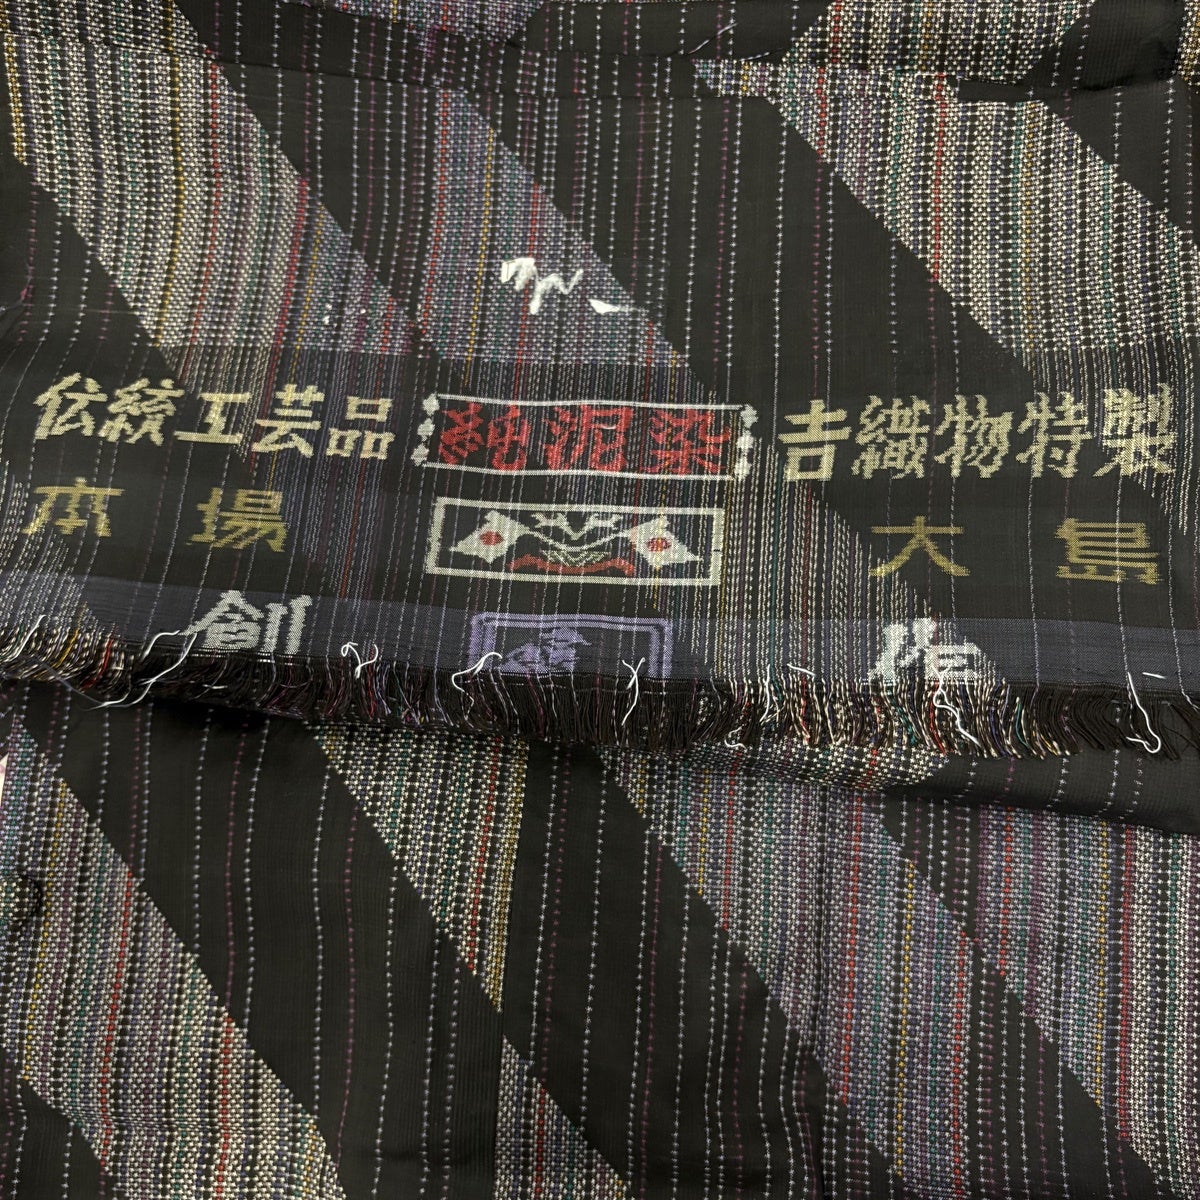 伝統工芸品 純泥染 吉織物特製
本場 大島
創 作